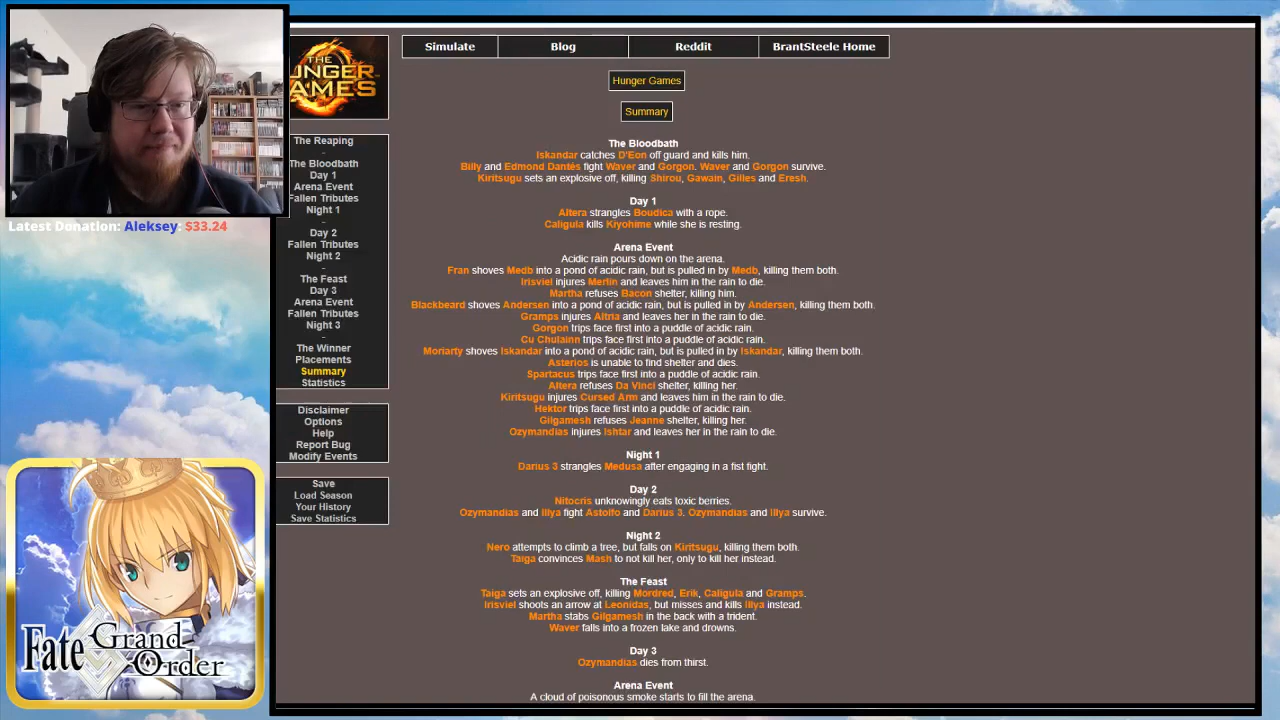 Simulate Blog Reddit BrantSteele Home
THE
HUNGER
GAMES
Hunger Games
Summary
The Reaping
-
The Bloodbath
Day 1
Arena Event
Fallen Tributes
Night 1
-
Day 2
Fallen Tributes
Night 2
-
The Feast
Day 3
Arena Event
Fallen Tributes
Night 3
-
The Winner
Placements
Summary
Statistics
Disclaimer
Options
Help
Report Bug
Modify Events
Save
Load Season
Your History
Save Statistics
Latest Donation: Aleksey: $33.24
Fate Grand
Order
The Bloodbath
Iskandar catches D'Eon off guard and kills him.
Billy and Edmond Dantès fight Waver and Gorgon. Waver and Gorgon survive.
Kiritsugu sets an explosive off, killing Shirou, Gawain, Gilles and Eresh.
Day 1
Altera strangles Boudica with a rope.
Caligula kills Kiyohime while she is resting.
Arena Event
Acidic rain pours down on the arena.
Fran shoves Medb into a pond of acidic rain, but is pulled in by Medb, killing them both.
Irisviel injures Merlin and leaves him in the rain to die.
Martha refuses Bacon shelter, killing him.
Blackbeard shoves Andersen into a pond of acidic rain, but is pulled in by Andersen, killing them both.
Gramps injures Altria and leaves her in the rain to die.
Gorgon trips face first into a puddle of acidic rain.
Cu Chulainn trips face first into a puddle of acidic rain.
Moriarty shoves Iskandar into a pond of acidic rain, but is pulled in by Iskandar, killing them both.
Asterios is unable to find shelter and dies.
Spartacus trips face first into a puddle of acidic rain.
Altera refuses Da Vinci shelter, killing her.
Kiritsugu injures Cursed Arm and leaves him in the rain to die.
Hektor trips face first into a puddle of acidic rain.
Gilgamesh refuses Jeanne shelter, killing her.
Ozymandias injures Ishtar and leaves her in the rain to die.
Night 1
Darius 3 strangles Medusa after engaging in a fist fight.
Day 2
Nitocris unknowingly eats toxic berries.
Ozymandias and Illya fight Astolfo and Darius 3. Ozymandias and Illya survive.
Night 2
Nero attempts to climb a tree, but falls on Kiritsugu, killing them both.
Taiga convinces Mash to not kill her, only to kill her instead.
The Feast
Taiga sets an explosive off, killing Mordred, Erik, Caligula and Gramps.
Irisviel shoots an arrow at Leonidas, but misses and kills Illya instead.
Martha stabs Gilgamesh in the back with a trident.
Waver falls into a frozen lake and drowns.
Day 3
Ozymandias dies from thirst.
Arena Event
A cloud of poisonous smoke starts to fill the arena.